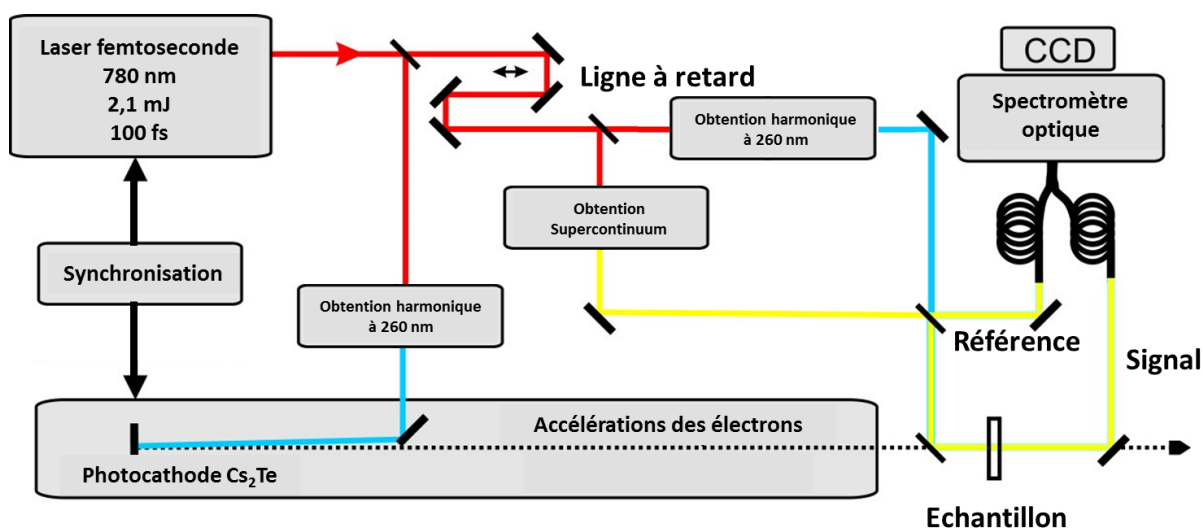 Laser femtoseconde
780 nm
2,1 mJ
100 fs
Ligne à retard
CCD
Spectromètre
optique
Obtention harmonique
à 260 nm
Obtention
Supercontinuum
Synchronisation
Obtention harmonique
à 260 nm
Référence
Signal
Accélérations des électrons
Photocathode Cs₂Te
Echantillon